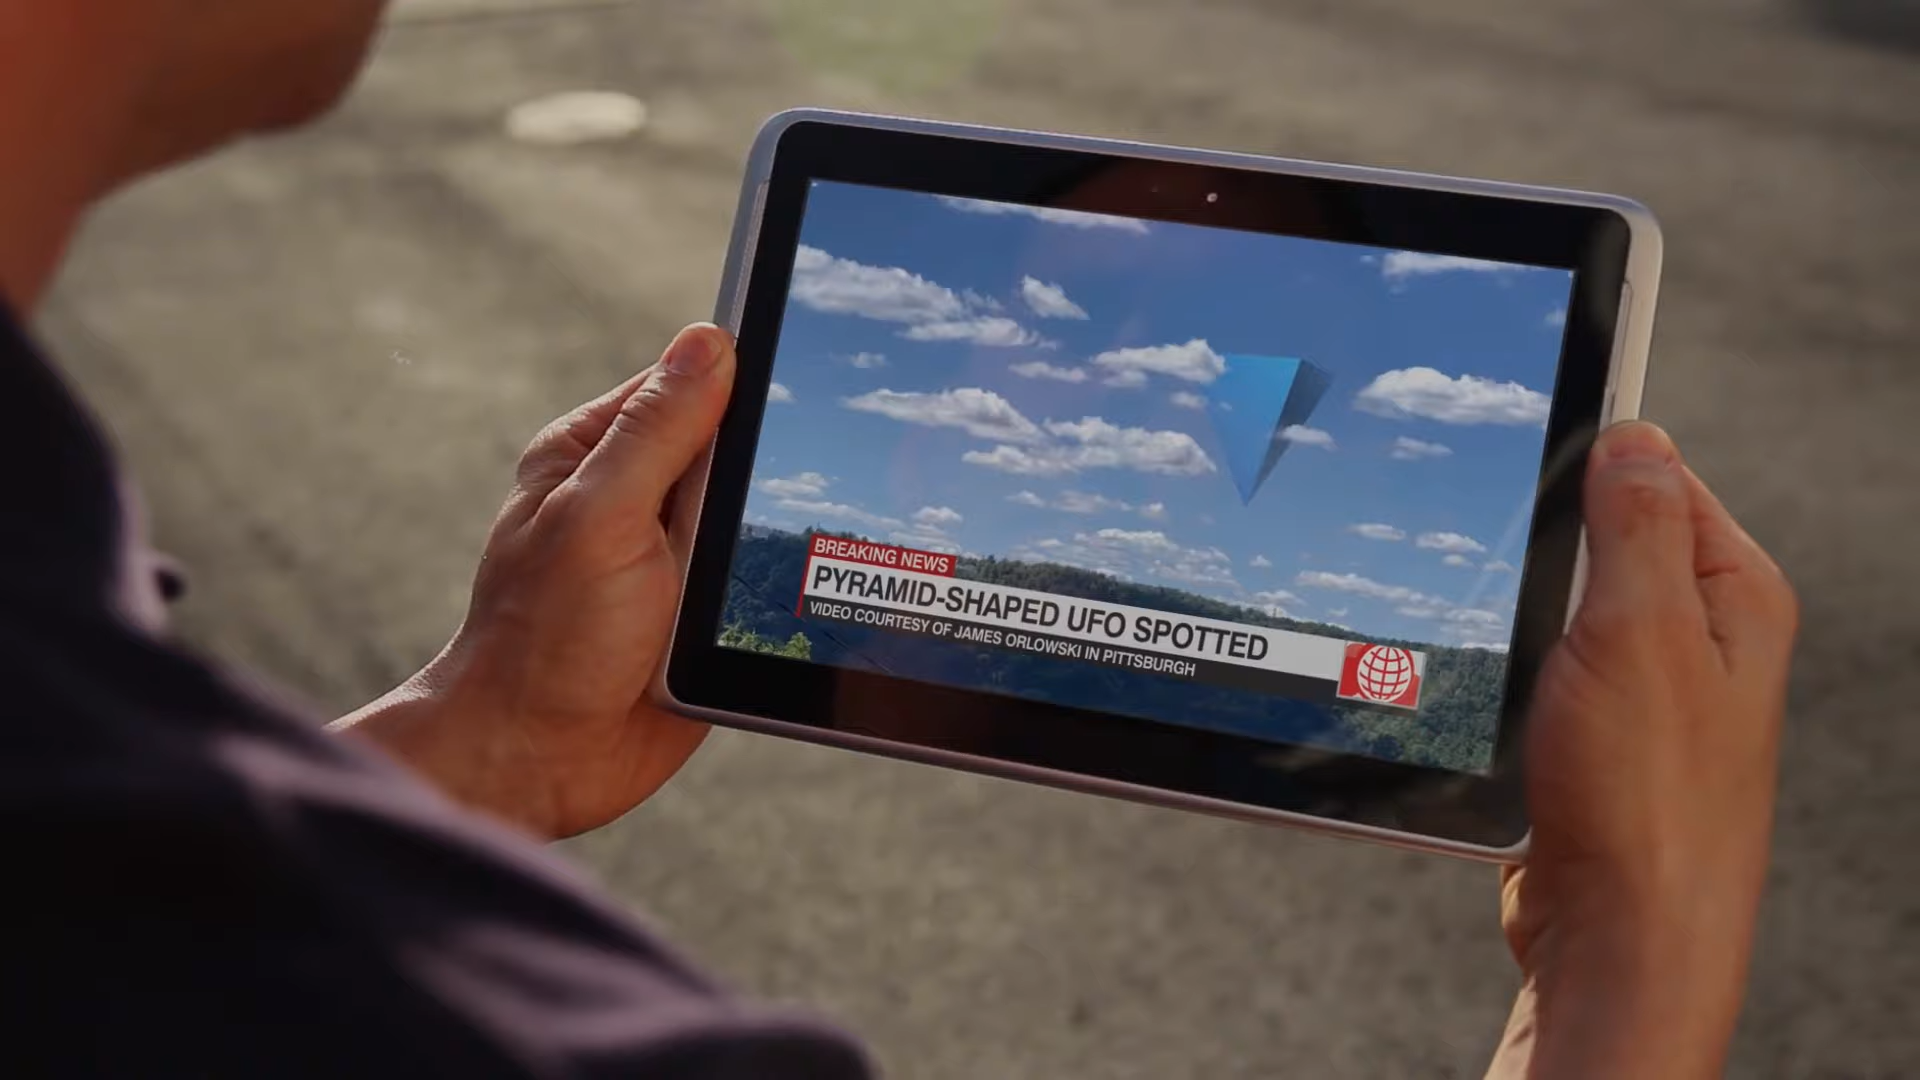 BREAKING NEWS
PYRAMID-SHAPED UFO SPOTTED
VIDEO COURTESY OF JAMES ORLOWSKI IN PITTSBURGH